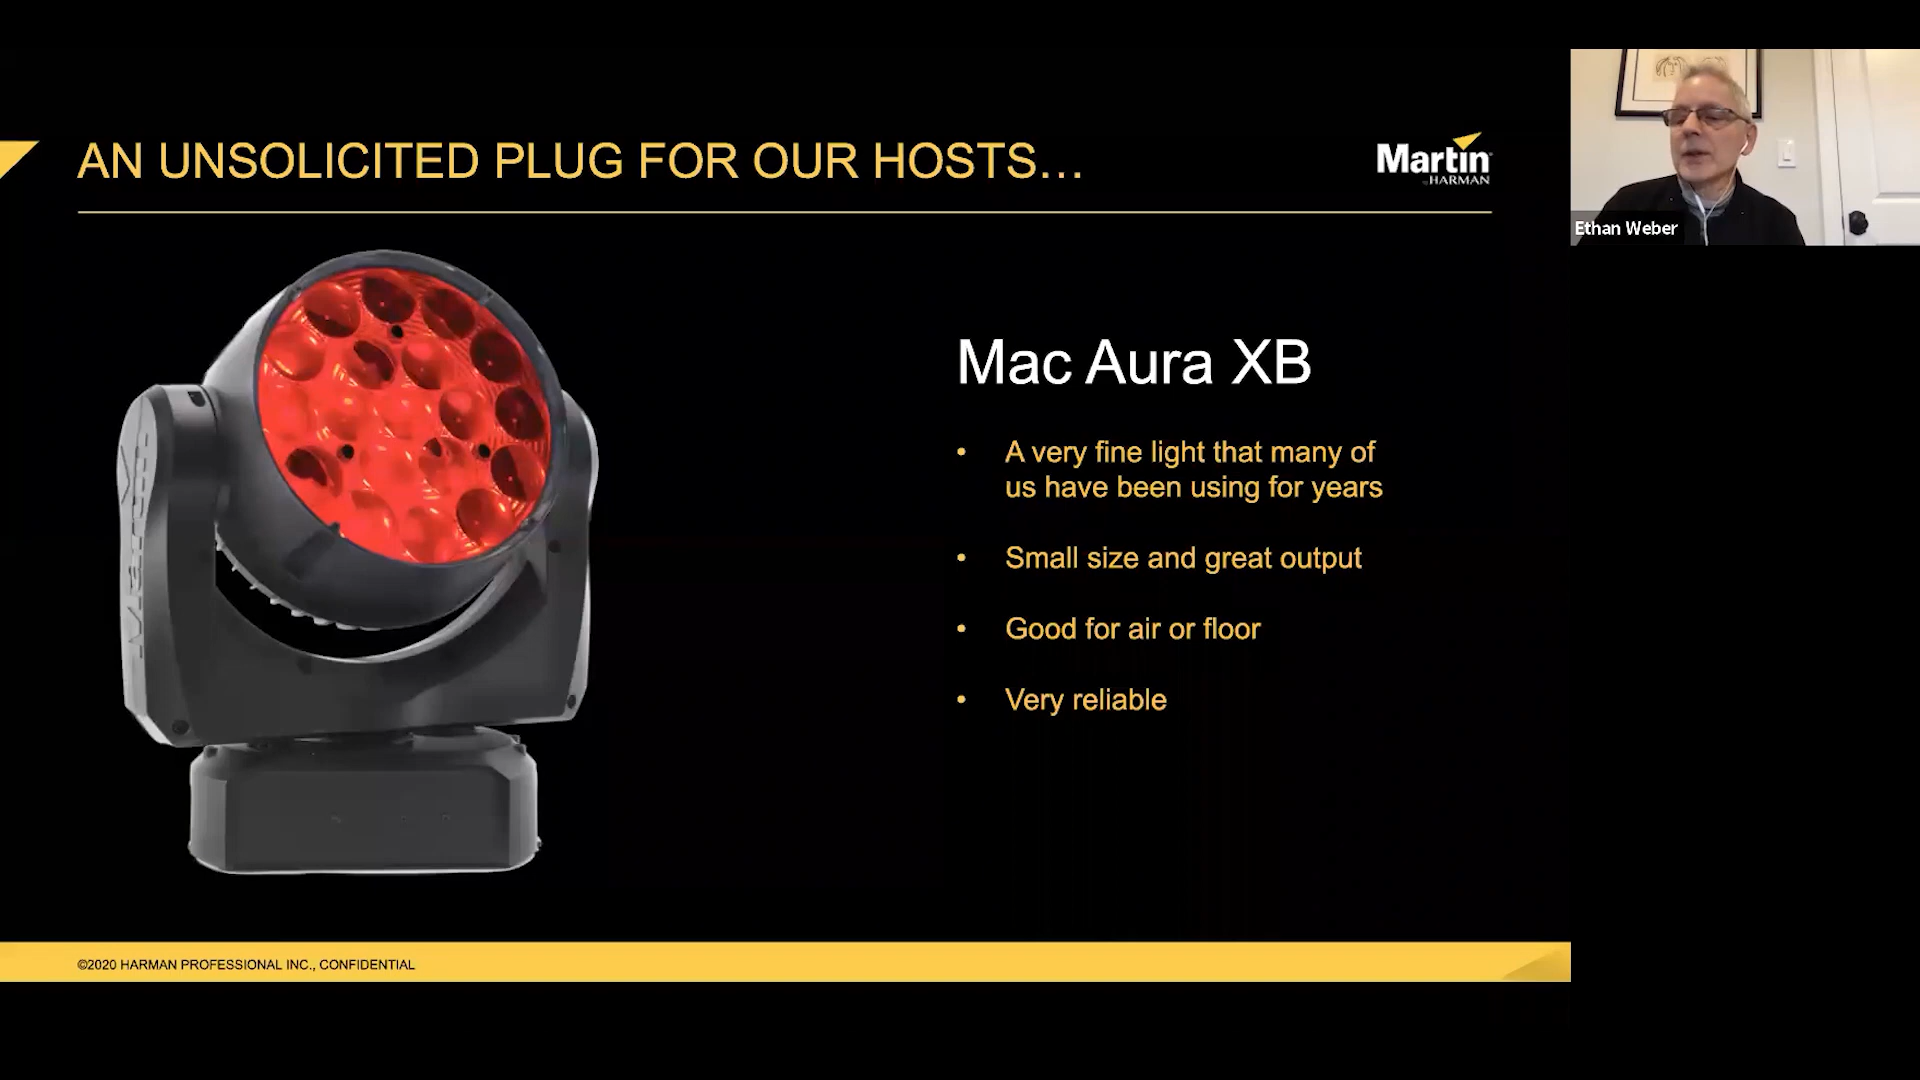 AN UNSOLICITED PLUG FOR OUR HOSTS...
Martin
by HARMAN
Ethan Weber
Martin
Mac Aura XB
• A very fine light that many of
us have been using for years
• Small size and great output
• Good for air or floor
• Very reliable
©2020 HARMAN PROFESSIONAL INC., CONFIDENTIAL